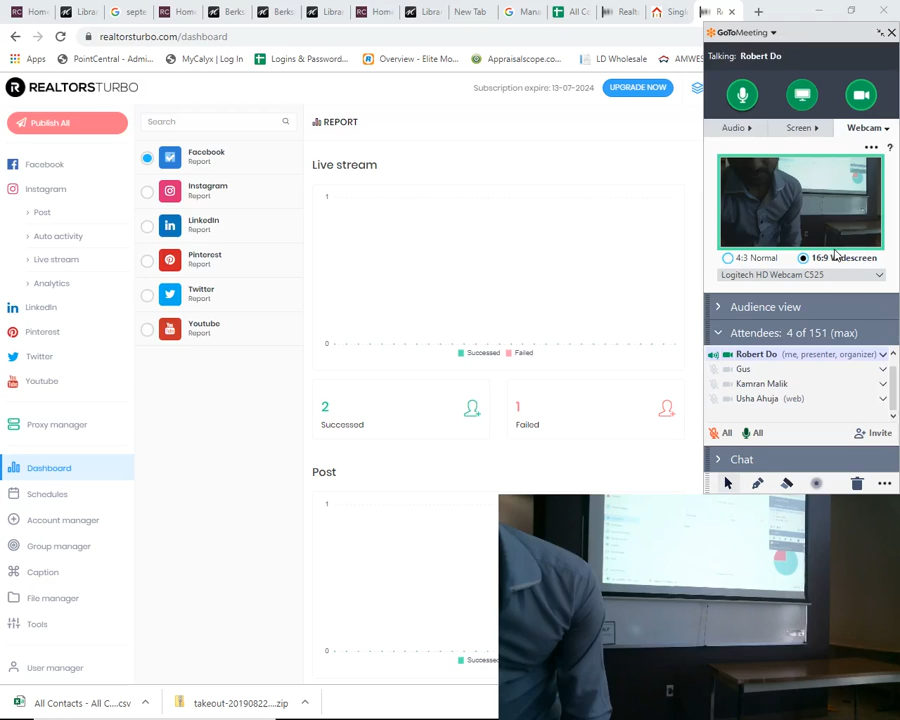 Home
Libra
septe
Home
Berks
Berks
Libra
Home
Libra
New Tab
Mana
All Co
Realt
Singl
R
realtorsturbo.com/dashboard
Apps
PointCentral - Admi...
MyCalyx | Log In
Logins & Password...
Overview - Elite Mo...
Appraisalscope.co...
LD Wholesale
AMWES
REALTORSTURBO
Subscription expire: 13-07-2024
UPGRADE NOW
Publish All
Facebook
Instagram
Post
Auto activity
Live stream
Analytics
LinkedIn
Pinterest
Twitter
Youtube
Proxy manager
Dashboard
Schedules
Account manager
Group manager
Caption
File manager
Tools
User manager
Search
Facebook
Report
Instagram
Report
LinkedIn
Report
Pinterest
Report
Twitter
Report
Youtube
Report
REPORT
Live stream
1
0
Successed
Failed
2
Successed
1
Failed
Post
1
0
Successe
GoToMeeting
Talking: Robert Do
Audio
Screen
Webcam
?
4:3 Normal
16:9 Widescreen
Logitech HD Webcam C525
Audience view
Attendees: 4 of 151 (max)
Robert Do (me, presenter, organizer)
Gus
Kamran Malik
Usha Ahuja (web)
All
All
Invite
Chat
All Contacts - All C....csv
takeout-20190822....zip